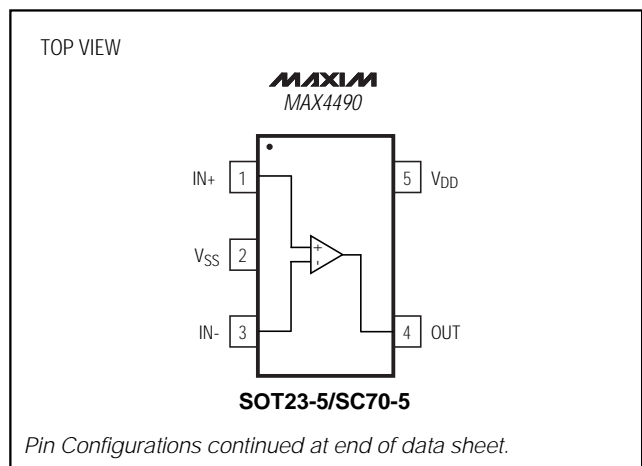 TOP VIEW
MAXIM
MAX4490
IN+ 1
5 VDD
VSS 2
+
-
IN- 3
4 OUT
SOT23-5/SC70-5
Pin Configurations continued at end of data sheet.